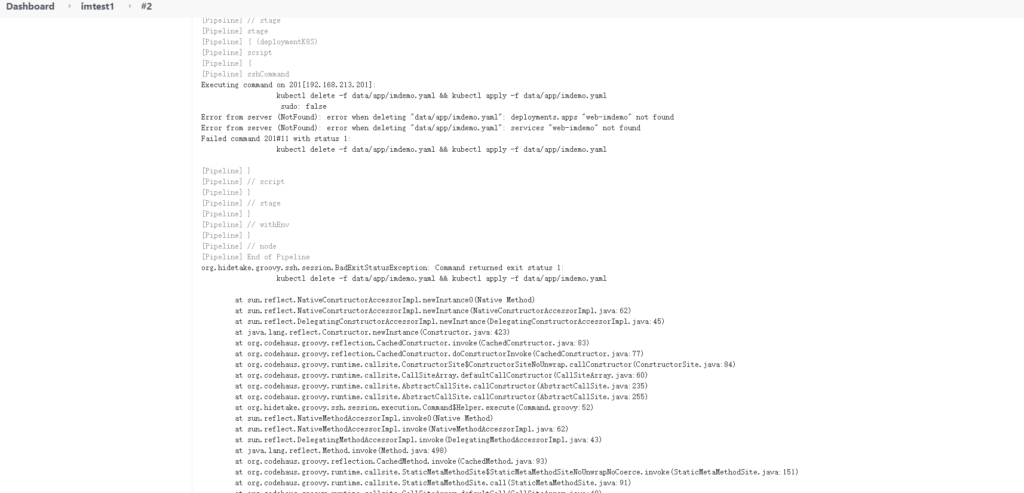 Dashboard > imtest1 > #2
[Pipeline] // stage
[Pipeline] stage
[Pipeline] { (deploymentK8S)
[Pipeline] script
[Pipeline] {
[Pipeline] sshCommand
Executing command on 201[192.168.213.201]:
kubectl delete -f data/app/imdemo.yaml && kubectl apply -f data/app/imdemo.yaml
sudo: false
Error from server (NotFound): error when deleting "data/app/imdemo.yaml": deployments.apps "web-imdemo" not found
Error from server (NotFound): error when deleting "data/app/imdemo.yaml": services "web-imdemo" not found
Failed command 201#11 with status 1:
kubectl delete -f data/app/imdemo.yaml && kubectl apply -f data/app/imdemo.yaml
[Pipeline] }
[Pipeline] // script
[Pipeline] }
[Pipeline] // stage
[Pipeline] }
[Pipeline] // withEnv
[Pipeline] }
[Pipeline] // node
[Pipeline] End of Pipeline
org.hidetake.groovy.ssh.session.BadExitStatusException: Command returned exit status 1:
kubectl delete -f data/app/imdemo.yaml && kubectl apply -f data/app/imdemo.yaml
at sun.reflect.NativeConstructorAccessorImpl.newInstance0(Native Method)
at sun.reflect.NativeConstructorAccessorImpl.newInstance(NativeConstructorAccessorImpl.java:62)
at sun.reflect.DelegatingConstructorAccessorImpl.newInstance(DelegatingConstructorAccessorImpl.java:45)
at java.lang.reflect.Constructor.newInstance(Constructor.java:423)
at org.codehaus.groovy.reflection.CachedConstructor.invoke(CachedConstructor.java:83)
at org.codehaus.groovy.reflection.CachedConstructor.doConstructorInvoke(CachedConstructor.java:77)
at org.codehaus.groovy.runtime.callsite.ConstructorSite$ConstructorSiteNoUnwrap.callConstructor(ConstructorSite.java:84)
at org.codehaus.groovy.runtime.callsite.CallSiteArray.defaultCallConstructor(CallSiteArray.java:60)
at org.codehaus.groovy.runtime.callsite.AbstractCallSite.callConstructor(AbstractCallSite.java:235)
at org.codehaus.groovy.runtime.callsite.AbstractCallSite.callConstructor(AbstractCallSite.java:255)
at org.hidetake.groovy.ssh.session.execution.Command$Helper.execute(Command.groovy:52)
at sun.reflect.NativeMethodAccessorImpl.invoke0(Native Method)
at sun.reflect.NativeMethodAccessorImpl.invoke(NativeMethodAccessorImpl.java:62)
at sun.reflect.DelegatingMethodAccessorImpl.invoke(DelegatingMethodAccessorImpl.java:43)
at java.lang.reflect.Method.invoke(Method.java:498)
at org.codehaus.groovy.reflection.CachedMethod.invoke(CachedMethod.java:93)
at org.codehaus.groovy.runtime.callsite.StaticMetaMethodSite$StaticMetaMethodSiteNoUnwrapNoCoerce.invoke(StaticMetaMethodSite.java:151)
at org.codehaus.groovy.runtime.callsite.StaticMetaMethodSite.call(StaticMetaMethodSite.java:91)